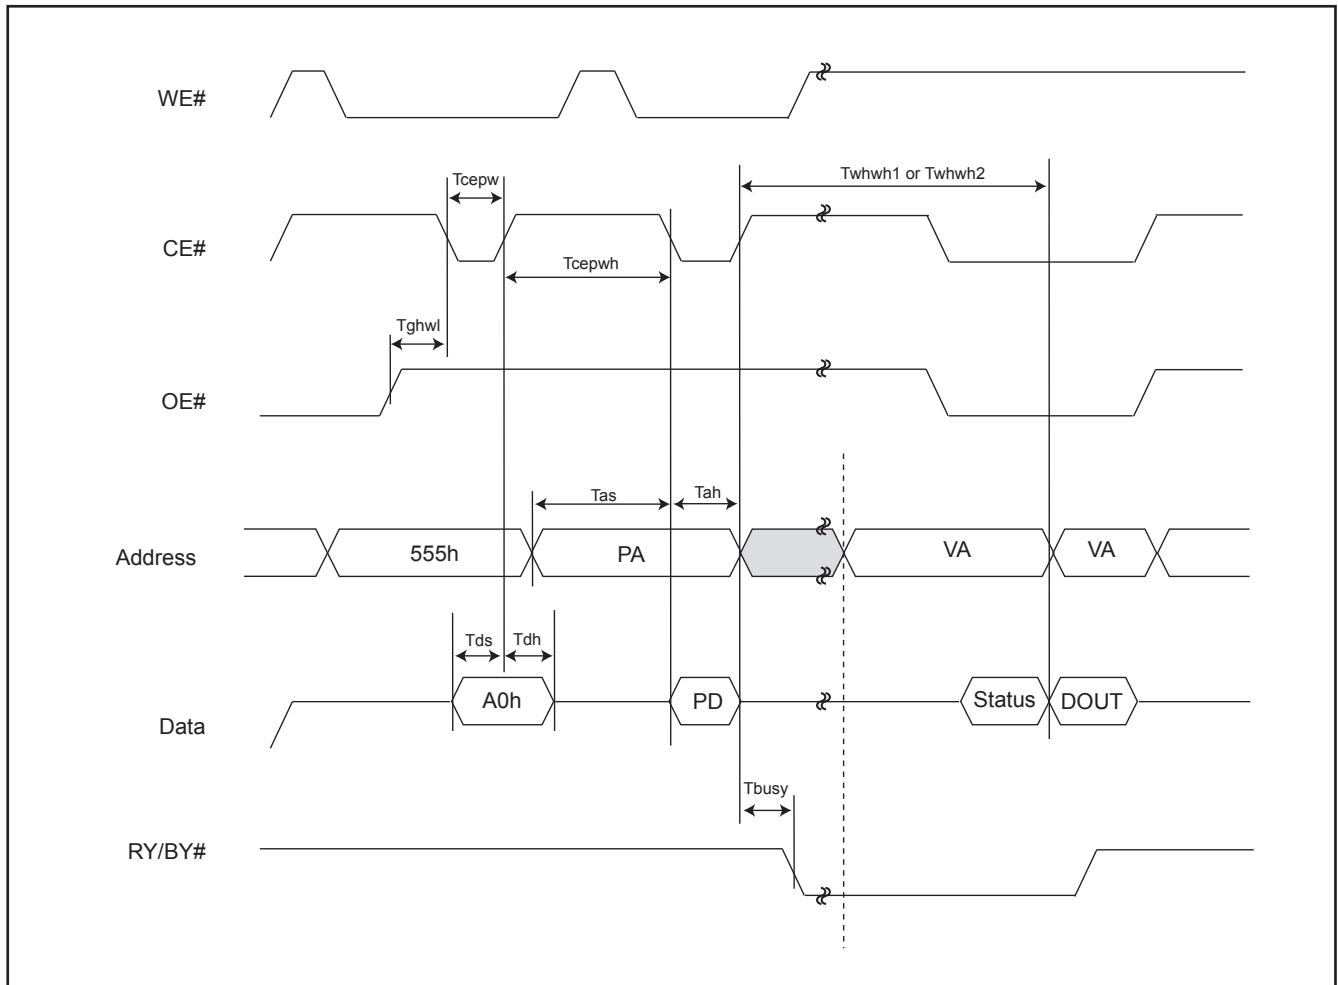 WE#
Twhwh1 or Twhwh2
Tcepw
CE#
Tcepwh
Tghwl
OE#
Tas
Tah
Address
555h
PA
VA
VA
Tds
Tdh
Data
A0h
PD
Status
DOUT
Tbusy
RY/BY#